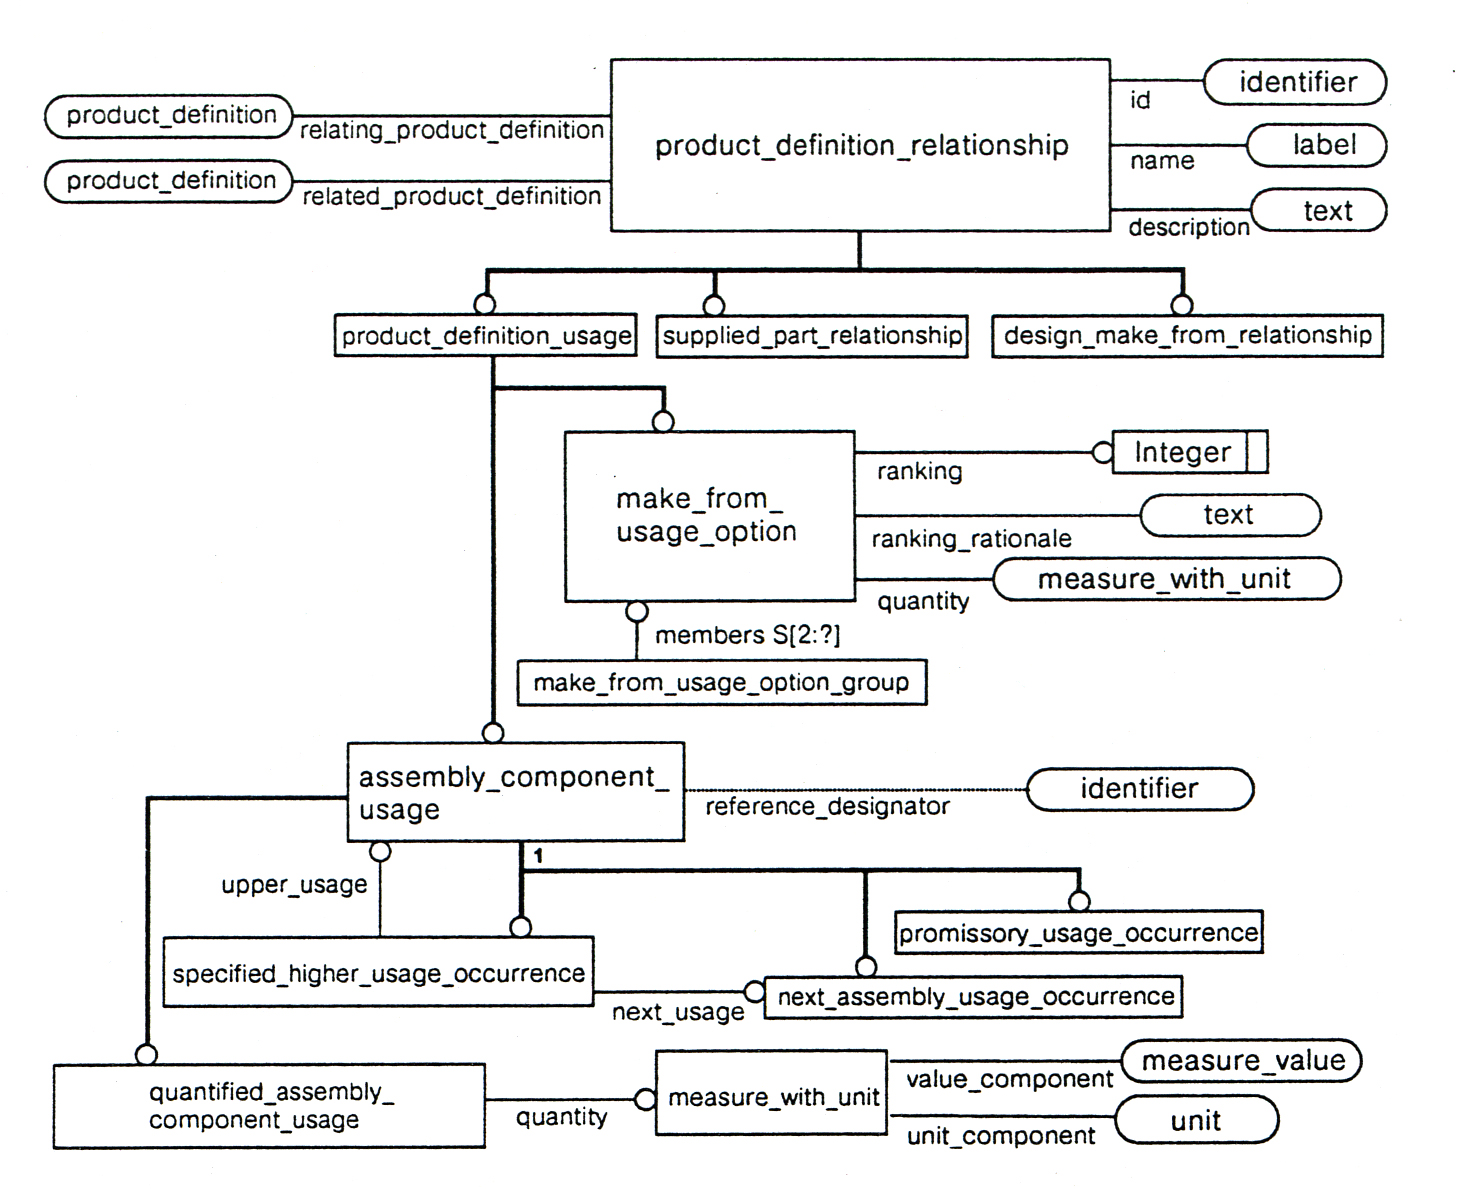 identifier
id
product_definition
relating_product_definition
product_definition_relationship
label
name
product_definition
related_product_definition
text
description
product_definition_usage
supplied_part_relationship
design_make_from_relationship
Integer
ranking
make_from_
usage_option
text
ranking_rationale
measure_with_unit
quantity
members S[2:?]
make_from_usage_option_group
assembly_component_
usage
identifier
reference_designator
1
upper_usage
promissory_usage_occurrence
specified_higher_usage_occurrence
next_usage
next_assembly_usage_occurrence
quantified_assembly_
component_usage
quantity
measure_with_unit
measure_value
value_component
unit
unit_component